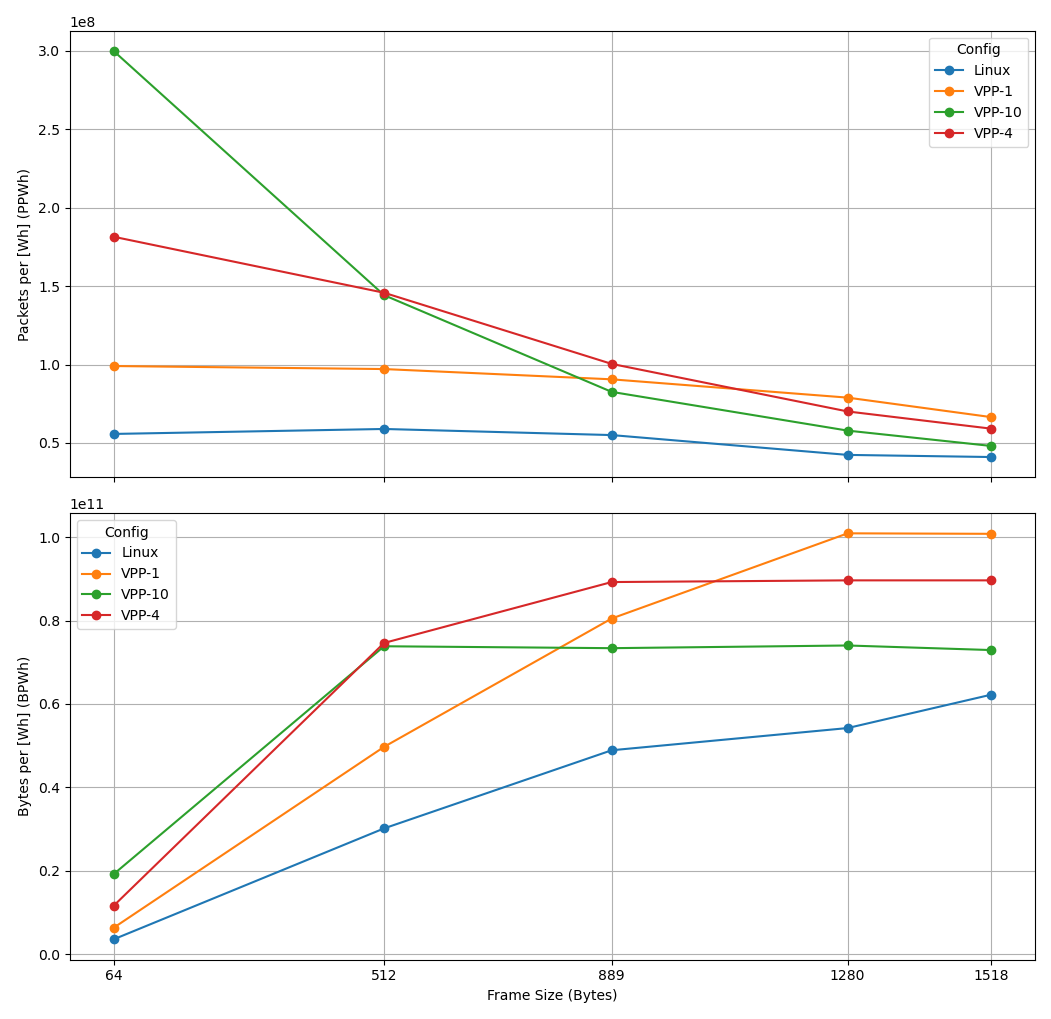 1e8
3.0
2.5
2.0
1.5
1.0
0.5
Packets per [Wh] (PPWh)
Config
Linux
VPP-1
VPP-10
VPP-4
1e11
1.0
0.8
0.6
0.4
0.2
0.0
Bytes per [Wh] (BPWh)
Config
Linux
VPP-1
VPP-10
VPP-4
64 512 889 1280 1518
Frame Size (Bytes)